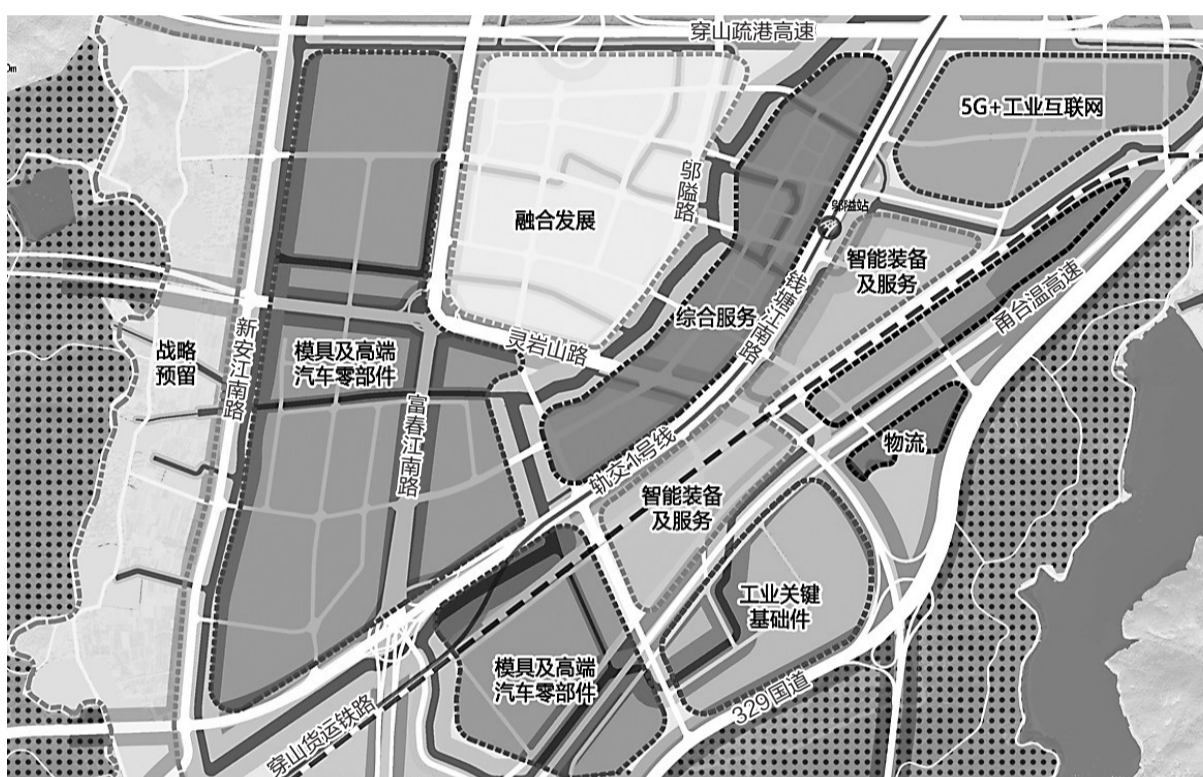 穿山疏港高速
5G+工业互联网
邬隘路
邬隘站
融合发展
智能装备
及服务
综合服务
钱塘江南路
甬台温高速
灵岩山路
新安江南路
战略
预留
模具及高端
汽车零部件
富春江南路
物流
轨交1号线
智能装备
及服务
工业关键
基础件
模具及高端
汽车零部件
329国道
穿山货运铁路